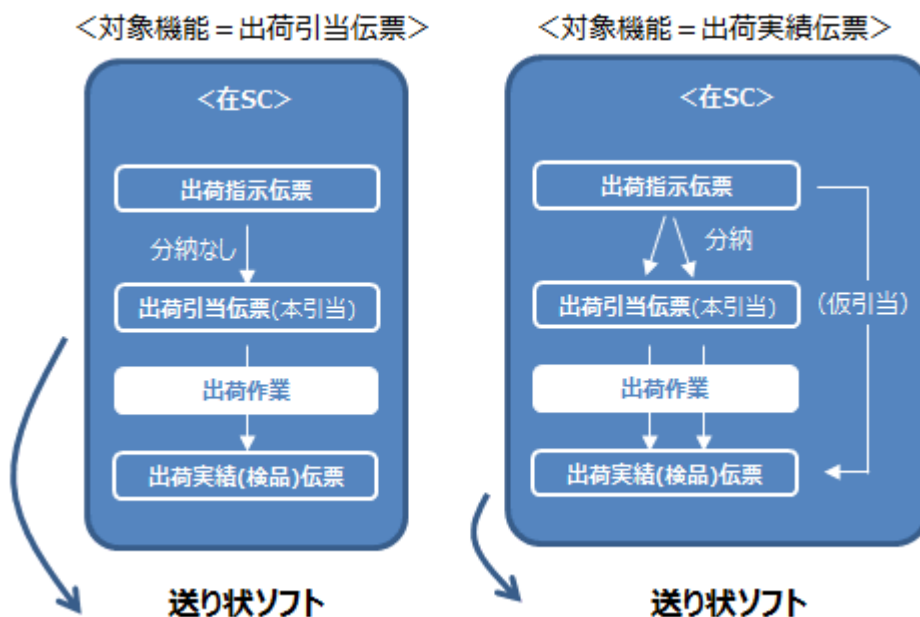 ＜対象機能＝出荷引当伝票＞
＜在SC＞
出荷指示伝票
分納なし
出荷引当伝票(本引当)
出荷作業
出荷実績(検品)伝票
送り状ソフト
＜対象機能＝出荷実績伝票＞
＜在SC＞
出荷指示伝票
分納
出荷引当伝票(本引当)
（仮引当）
出荷作業
出荷実績(検品)伝票
送り状ソフト